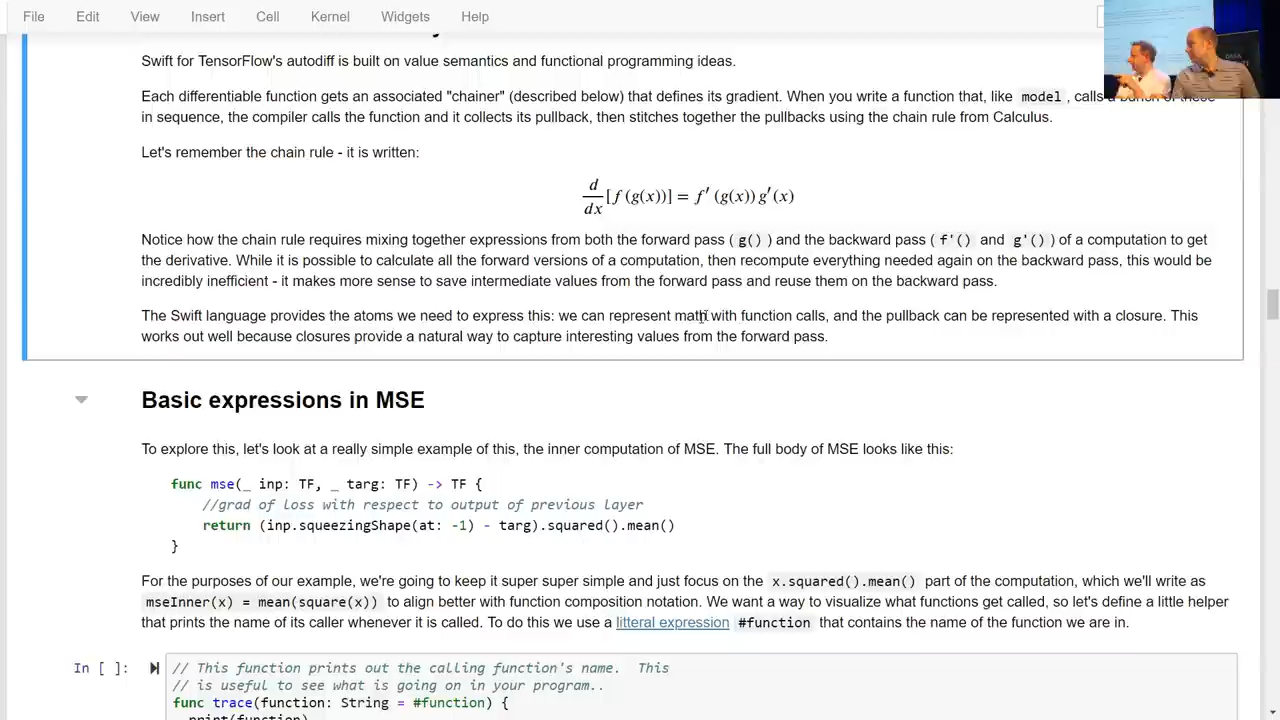 File Edit View Insert Cell Kernel Widgets Help
Swift for TensorFlow's autodiff is built on value semantics and functional programming ideas.
Each differentiable function gets an associated "chainer" (described below) that defines its gradient. When you write a function that, like model, calls a bunch of these
in sequence, the compiler calls the function and it collects its pullback, then stitches together the pullbacks using the chain rule from Calculus.
Let's remember the chain rule - it is written:
d/dx [f(g(x))] = f′(g(x))g′(x)
Notice how the chain rule requires mixing together expressions from both the forward pass (g()) and the backward pass (f'() and g'()) of a computation to get
the derivative. While it is possible to calculate all the forward versions of a computation, then recompute everything needed again on the backward pass, this would be
incredibly inefficient - it makes more sense to save intermediate values from the forward pass and reuse them on the backward pass.
The Swift language provides the atoms we need to express this: we can represent math with function calls, and the pullback can be represented with a closure. This
works out well because closures provide a natural way to capture interesting values from the forward pass.
Basic expressions in MSE
To explore this, let's look at a really simple example of this, the inner computation of MSE. The full body of MSE looks like this:
func mse(_ inp: TF, _ targ: TF) -> TF {
//grad of loss with respect to output of previous layer
return (inp.squeezingShape(at: -1) - targ).squared().mean()
}
For the purposes of our example, we're going to keep it super super simple and just focus on the x.squared().mean() part of the computation, which we'll write as
mseInner(x) = mean(square(x)) to align better with function composition notation. We want a way to visualize what functions get called, so let's define a little helper
that prints the name of its caller whenever it is called. To do this we use a litteral expression #function that contains the name of the function we are in.
In [ ]: // This function prints out the calling function's name. This
// is useful to see what is going on in your program..
func trace(function: String = #function) {
print(function)